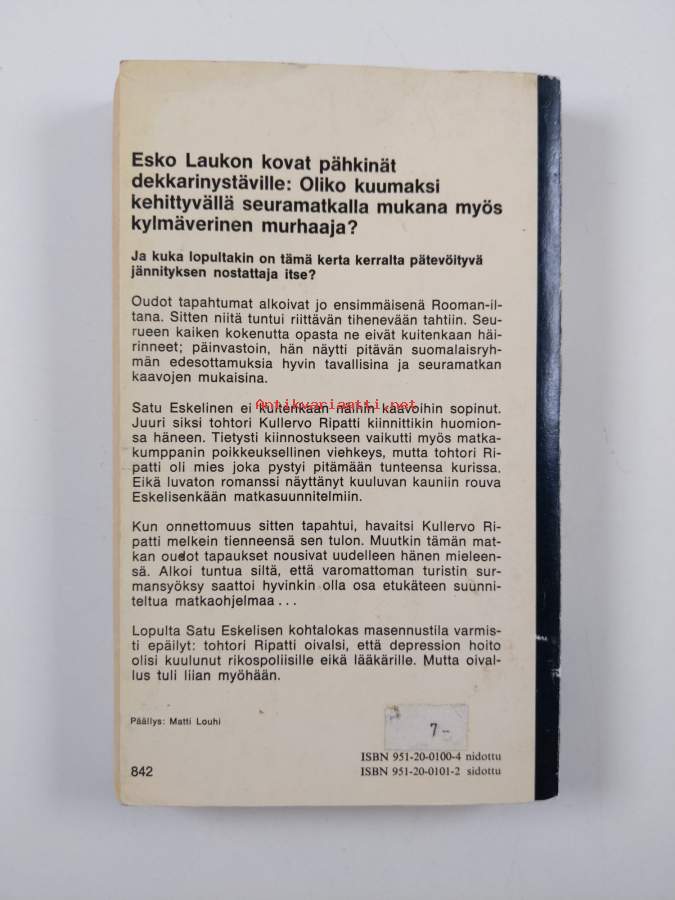 Esko Laukon kovat pähkinät
dekkarinystäville: Oliko kuumaksi
kehittyvällä seuramatkalla mukana myös
kylmäverinen murhaaja?
Ja kuka lopultakin on tämä kerta kerralta pätevöityvä
jännityksen nostattaja itse?
Oudot tapahtumat alkoivat jo ensimmäisenä Rooman-il-
tana. Sitten niitä tuntui riittävän tihenevään tahtiin. Seu-
rueen kaiken kokenutta opasta ne eivät kuitenkaan häi-
rinneet; päinvastoin, hän näytti pitävän suomalaisryh-
män edesottamuksia hyvin tavallisina ja seuramatkan
kaavojen mukaisina.
Antikvariaatti.net
Satu Eskelinen ei kuitenkaan näihin kaavoihin sopinut.
Juuri siksi tohtori Kullervo Ripatti kiinnittikin huomion-
sa häneen. Tietysti kiinnostukseen vaikutti myös matka-
kumppanin poikkeuksellinen viehkeys, mutta tohtori Ri-
patti oli mies joka pystyi pitämään tunteensa kurissa.
Eikä luvaton romanssi näyttänyt kuuluvan kauniin rouva
Eskelisenkään matkasuunnitelmiin.
Kun onnettomuus sitten tapahtui, havaitsi Kullervo Ri-
patti melkein tienneensä sen tulon. Muutkin tämän mat-
kan oudot tapaukset nousivat uudelleen hänen mieleen-
sä. Alkoi tuntua siltä, että varomattoman turistin sur-
mansyöksy saattoi hyvinkin olla osa etukäteen suunni-
teltua matkaohjelmaa . . .
Lopulta Satu Eskelisen kohtalokas masennustila varmis-
ti epäilyt: tohtori Ripatti oivalsi, että depression hoito
olisi kuulunut rikospoliisille eikä lääkärille. Mutta oival-
lus tuli liian myöhään.
Päällys: Matti Louhi
7-
ISBN 951-20-0100-4 nidottu
ISBN 951-20-0101-2 sidottu
842